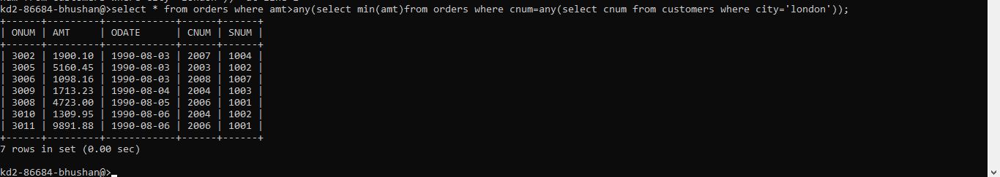 kd2-86684-bhushan@>select * from orders where amt>any(select min(amt)from orders where cnum=any(select cnum from customers where city='london'));
+------+---------+------------+------+------+
| ONUM | AMT     | ODATE      | CNUM | SNUM |
+------+---------+------------+------+------+
| 3002 | 1900.10 | 1990-08-03 | 2007 | 1004 |
| 3005 | 5160.45 | 1990-08-03 | 2003 | 1002 |
| 3006 | 1098.16 | 1990-08-03 | 2008 | 1007 |
| 3009 | 1713.23 | 1990-08-04 | 2004 | 1003 |
| 3008 | 4723.00 | 1990-08-05 | 2006 | 1001 |
| 3010 | 1309.95 | 1990-08-06 | 2004 | 1002 |
| 3011 | 9891.88 | 1990-08-06 | 2006 | 1001 |
+------+---------+------------+------+------+
7 rows in set (0.00 sec)
kd2-86684-bhushan@>